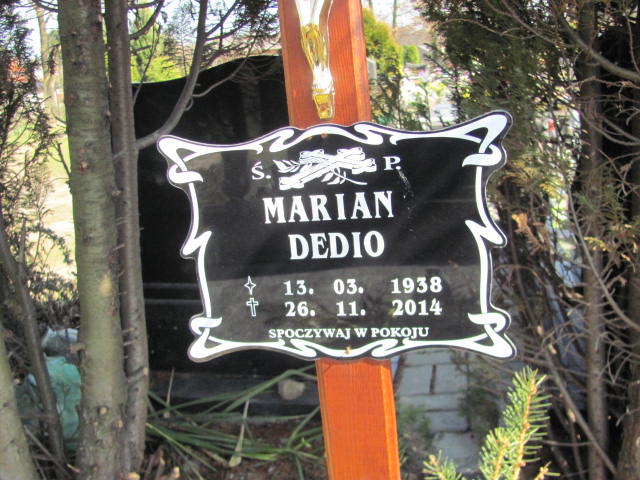 Ś. P.
MARIAN
DEDIO
13. 03. 1938
26. 11. 2014
SPOCZYWAJ W POKOJU